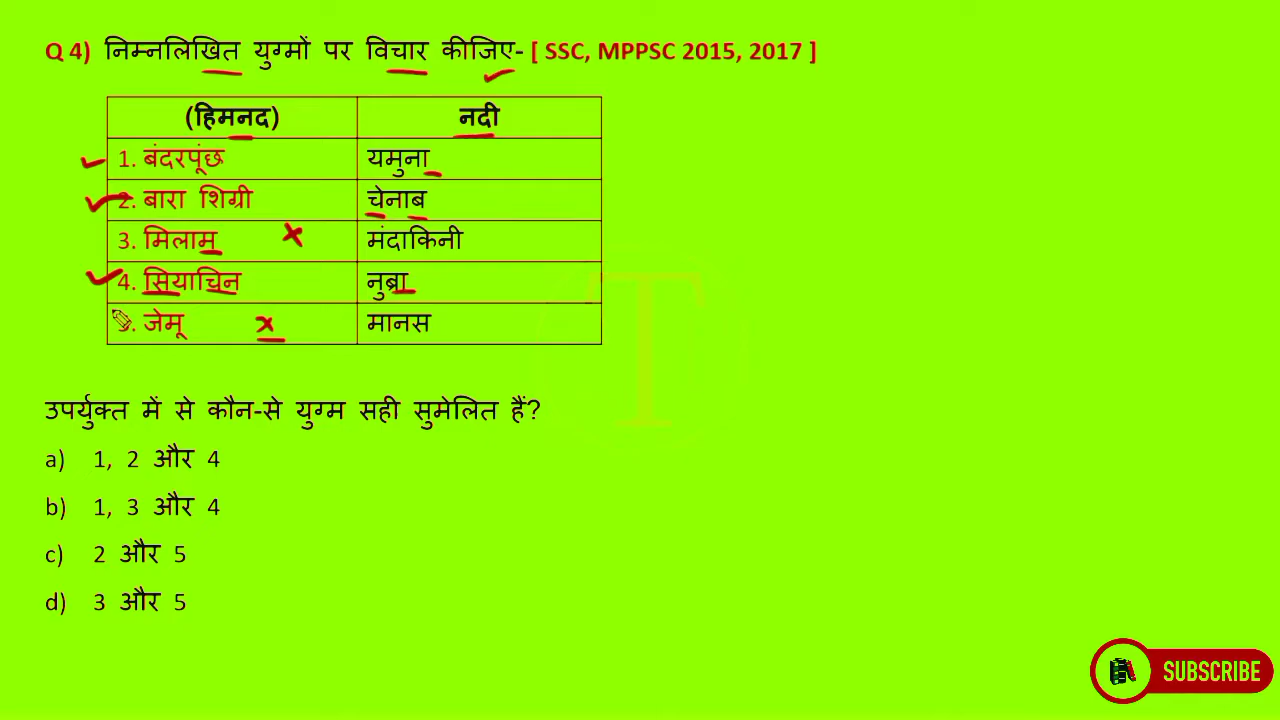 Q 4) निम्नलिखित युग्मों पर विचार कीजिए- [ SSC, MPPSC 2015, 2017 ]
(हिमनद) नदी
1. बंदरपूंछ यमुना
2. बारा शिग्री चेनाब
3. मिलाम मंदाकिनी
4. सियाचिन नुब्रा
5. जेमू मानस
उपर्युक्त में से कौन-से युग्म सही सुमेलित हैं?
a) 1, 2 और 4
b) 1, 3 और 4
c) 2 और 5
d) 3 और 5
T
SUBSCRIBE